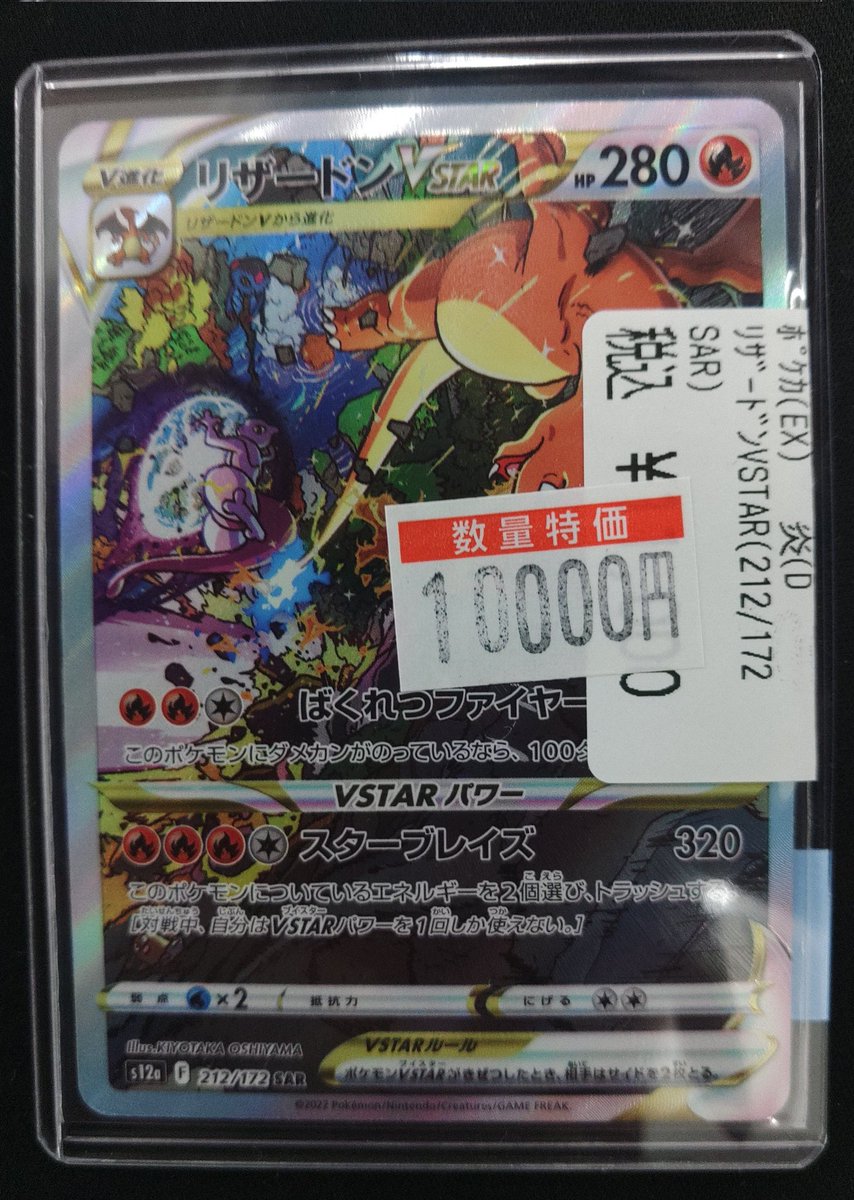 V進化
リザードンVSTAR
HP 280
リザードンVから進化
ﾎﾟｹｶ(EX) 炎(D
ﾘｻﾞｰﾄﾞﾝVSTAR(212/172
SAR)
税込 ¥
数量特価
10000円
ばくれつファイヤー
このポケモンにダメカンがのっているなら、100
VSTARパワー
スターブレイズ 320
このポケモンについているエネルギーを2個選び、トラッシュする
[対戦中、自分はVSTARパワーを1回しか使えない。]
弱点 ×2 抵抗力 にげる
illus.KIYOTAKA OSHIYAMA
VSTARルール
s12a F 212/172 SAR
ポケモンVSTARがきぜつしたとき、相手はサイドを2枚とる。
©2022 Pokémon/Nintendo/Creatures/GAME FREAK.